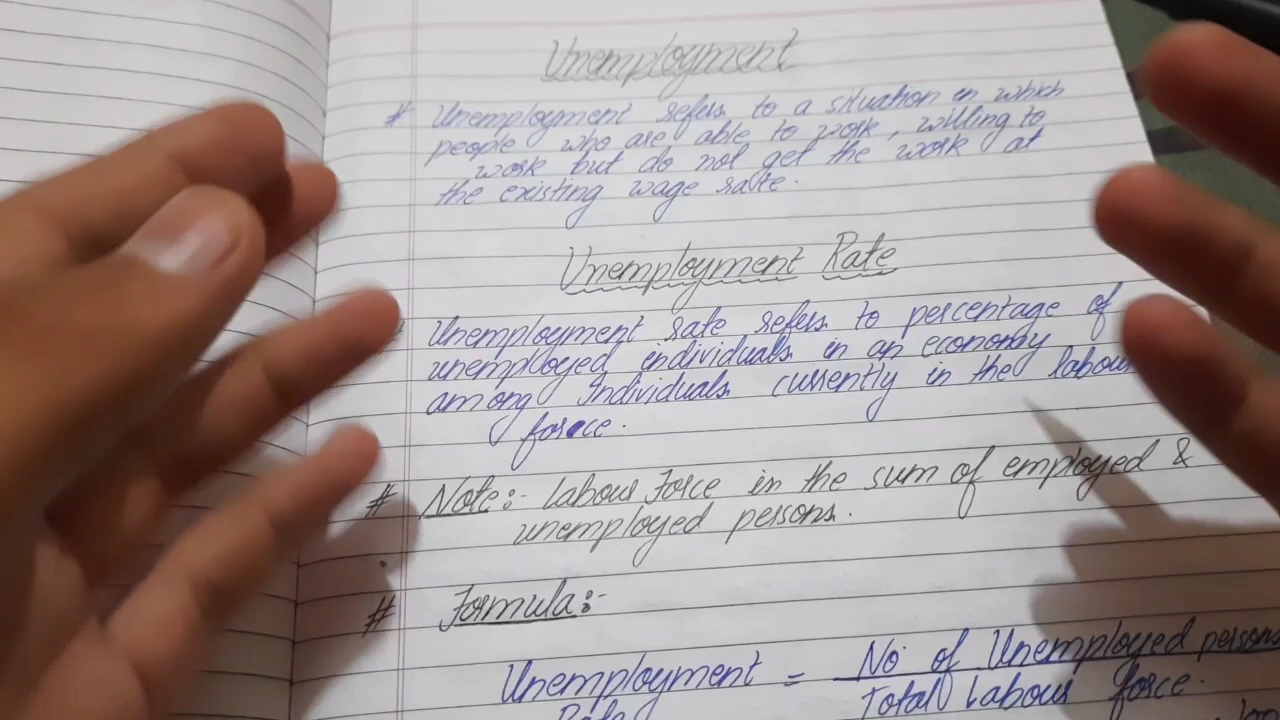 Unemployment
# Unemployment refers to a situation in which
people who are able to work, willing to
work but do not get the work at
the existing wage rate.
Unemployment Rate
Unemployment rate refers to percentage of
unemployed individuals in an economy
among Individuals currently in the labour
force.
# Note:- Labour Force in the sum of employed &
unemployed persons.
# Formula:-
Unemployment = No of Unemployed persons
Rate Total Labour force.